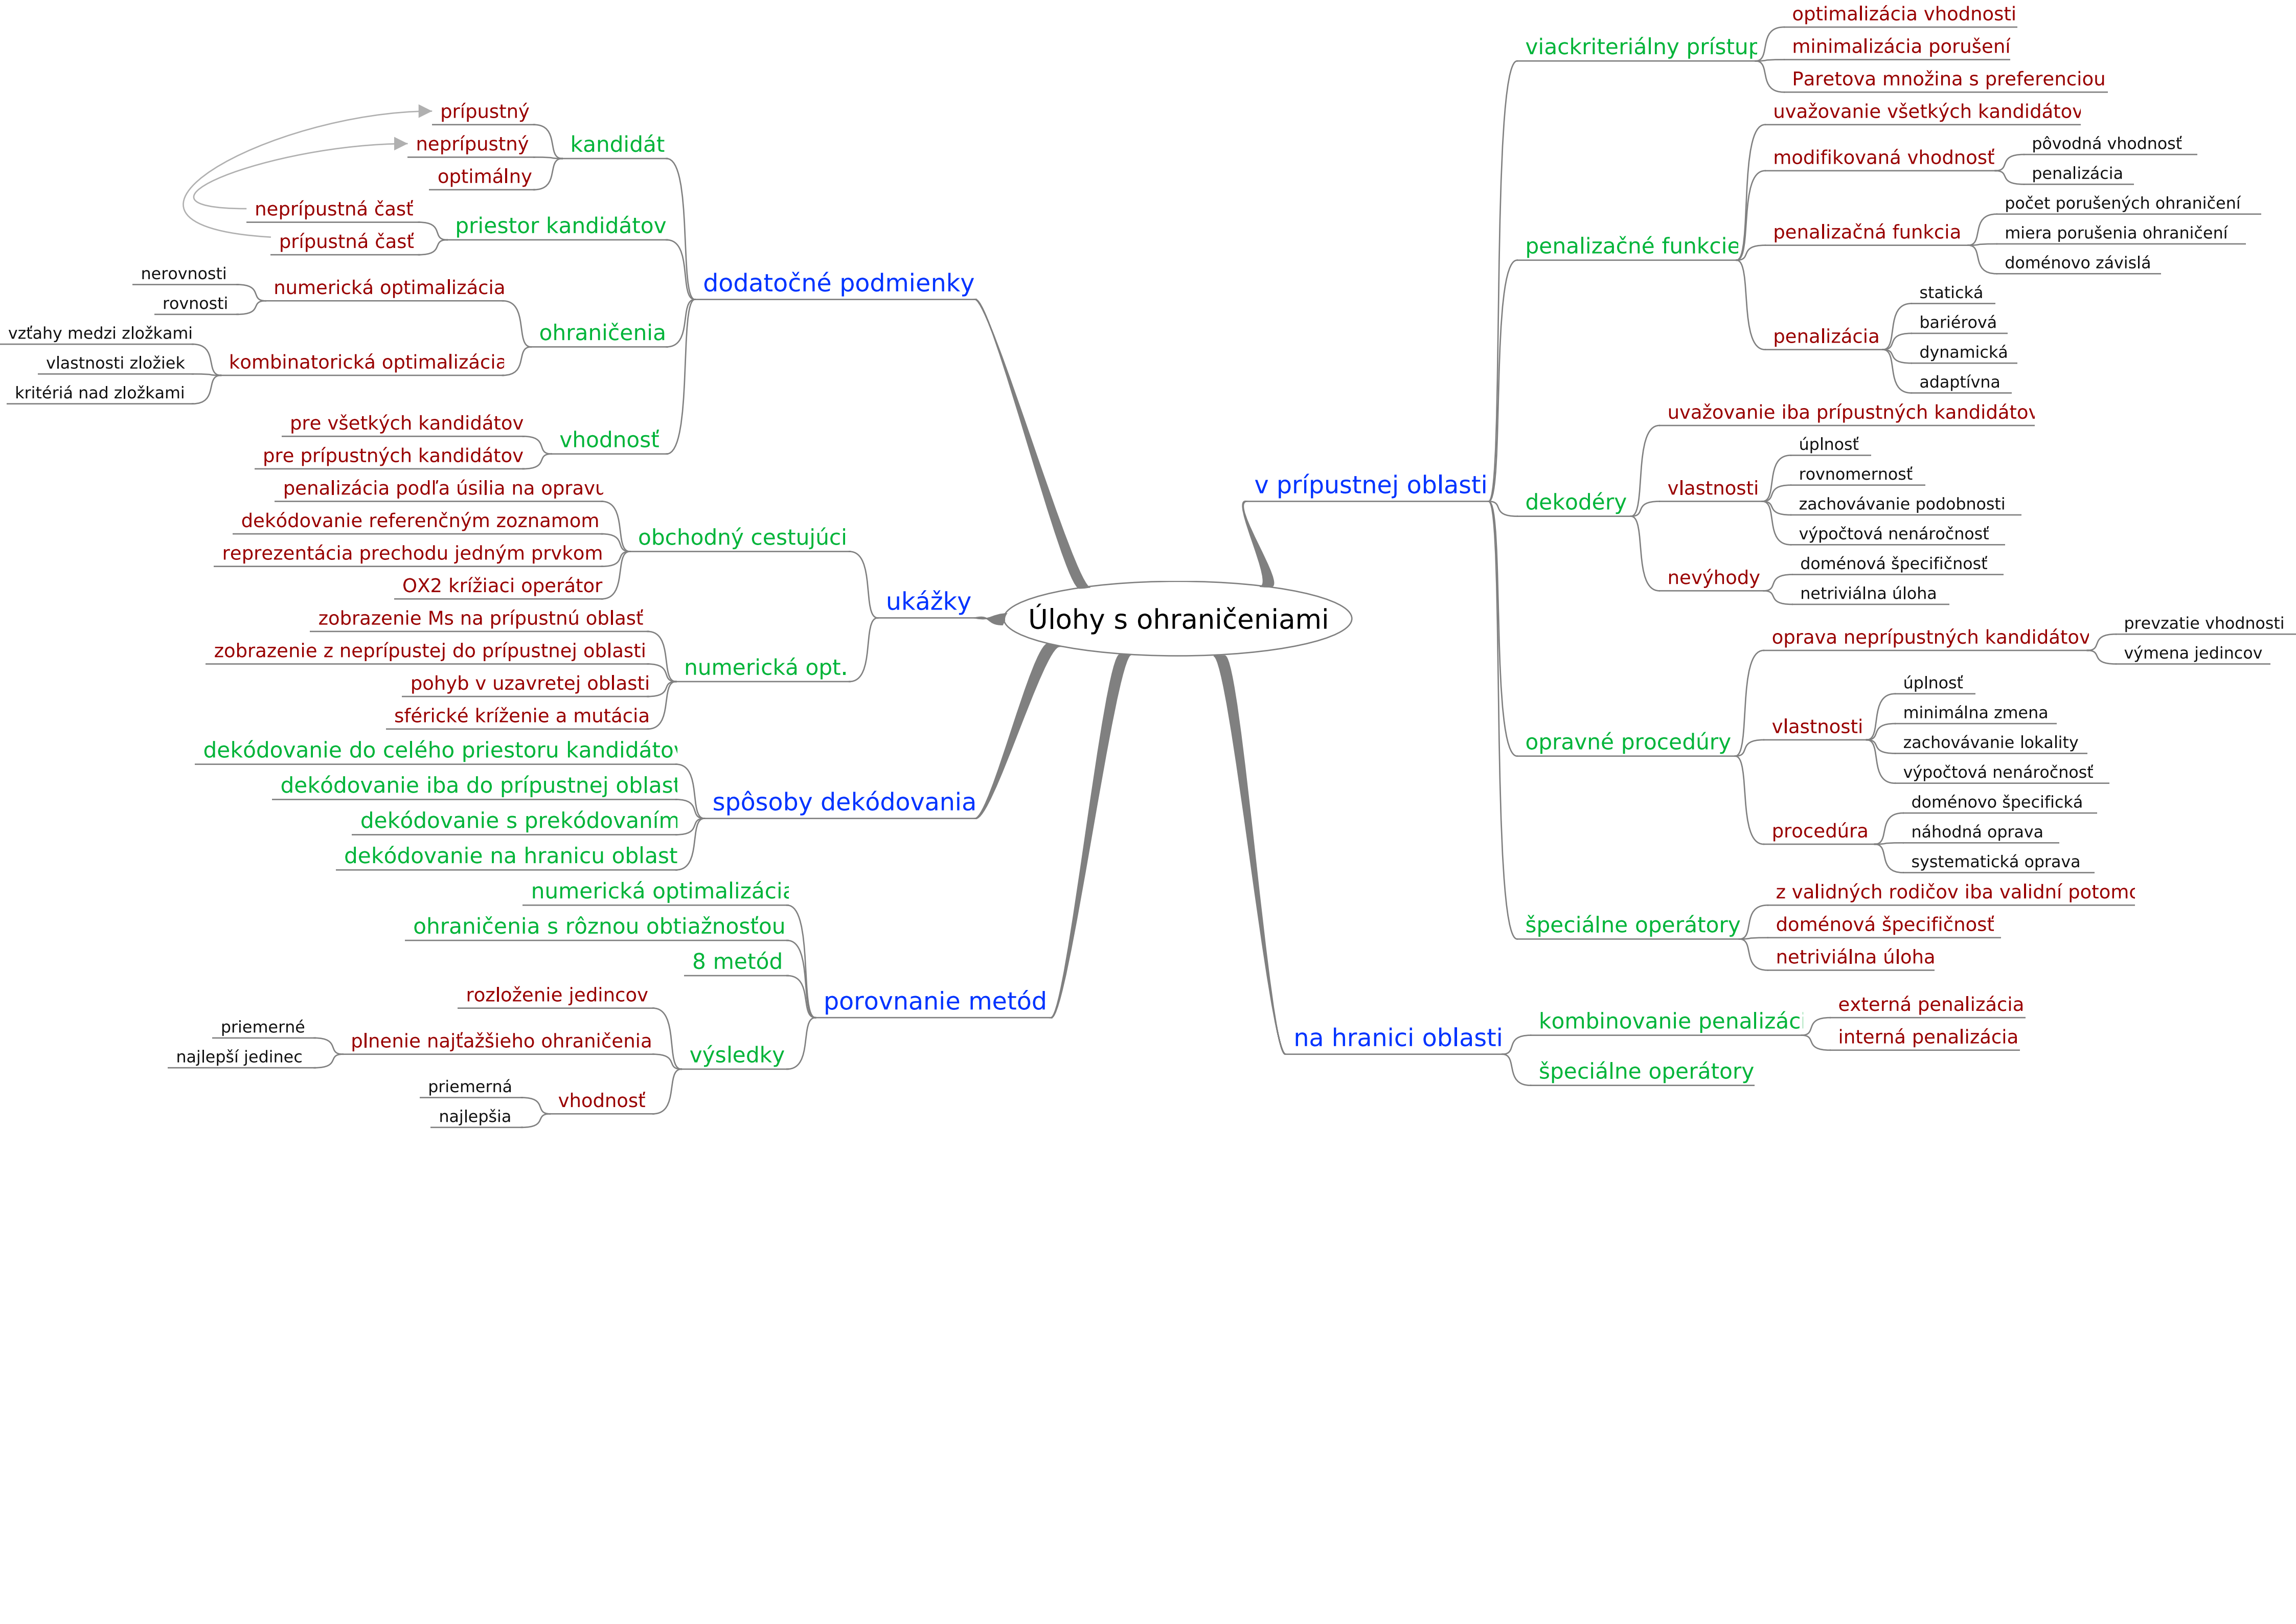 Úlohy s ohraničeniami
dodatočné podmienky
kandidát
prípustný
neprípustný
optimálny
priestor kandidátov
neprípustná časť
prípustná časť
ohraničenia
numerická optimalizácia
nerovnosti
rovnosti
kombinatorická optimalizácia
vzťahy medzi zložkami
vlastnosti zložiek
kritériá nad zložkami
vhodnosť
pre všetkých kandidátov
pre prípustných kandidátov
ukážky
obchodný cestujúci
penalizácia podľa úsilia na opravu
dekódovanie referenčným zoznamom
reprezentácia prechodu jedným prvkom
OX2 krížiaci operátor
numerická opt.
zobrazenie Ms na prípustnú oblasť
zobrazenie z neprípustej do prípustnej oblasti
pohyb v uzavretej oblasti
sférické kríženie a mutácia
spôsoby dekódovania
dekódovanie do celého priestoru kandidátov
dekódovanie iba do prípustnej oblast
dekódovanie s prekódovaním
dekódovanie na hranicu oblast
porovnanie metód
numerická optimalizácia
ohraničenia s rôznou obtiažnosťou
8 metód
výsledky
rozloženie jedincov
plnenie najťažšieho ohraničenia
priemerné
najlepší jedinec
vhodnosť
priemerná
najlepšia
v prípustnej oblasti
viackriteriálny prístup
optimalizácia vhodnosti
minimalizácia porušení
Paretova množina s preferenciou
penalizačné funkcie
uvažovanie všetkých kandidátov
modifikovaná vhodnosť
pôvodná vhodnosť
penalizácia
penalizačná funkcia
počet porušených ohraničení
miera porušenia ohraničení
doménovo závislá
penalizácia
statická
bariérová
dynamická
adaptívna
dekodéry
uvažovanie iba prípustných kandidátov
vlastnosti
úplnosť
rovnomernosť
zachovávanie podobnosti
výpočtová nenáročnosť
nevýhody
doménová špecifičnosť
netriviálna úloha
opravné procedúry
oprava neprípustných kandidátov
prevzatie vhodnosti
výmena jedincov
vlastnosti
úplnosť
minimálna zmena
zachovávanie lokality
výpočtová nenáročnosť
procedúra
doménovo špecifická
náhodná oprava
systematická oprava
špeciálne operátory
z validných rodičov iba validní potomc
doménová špecifičnosť
netriviálna úloha
na hranici oblasti
kombinovanie penalizáci
externá penalizácia
interná penalizácia
špeciálne operátory